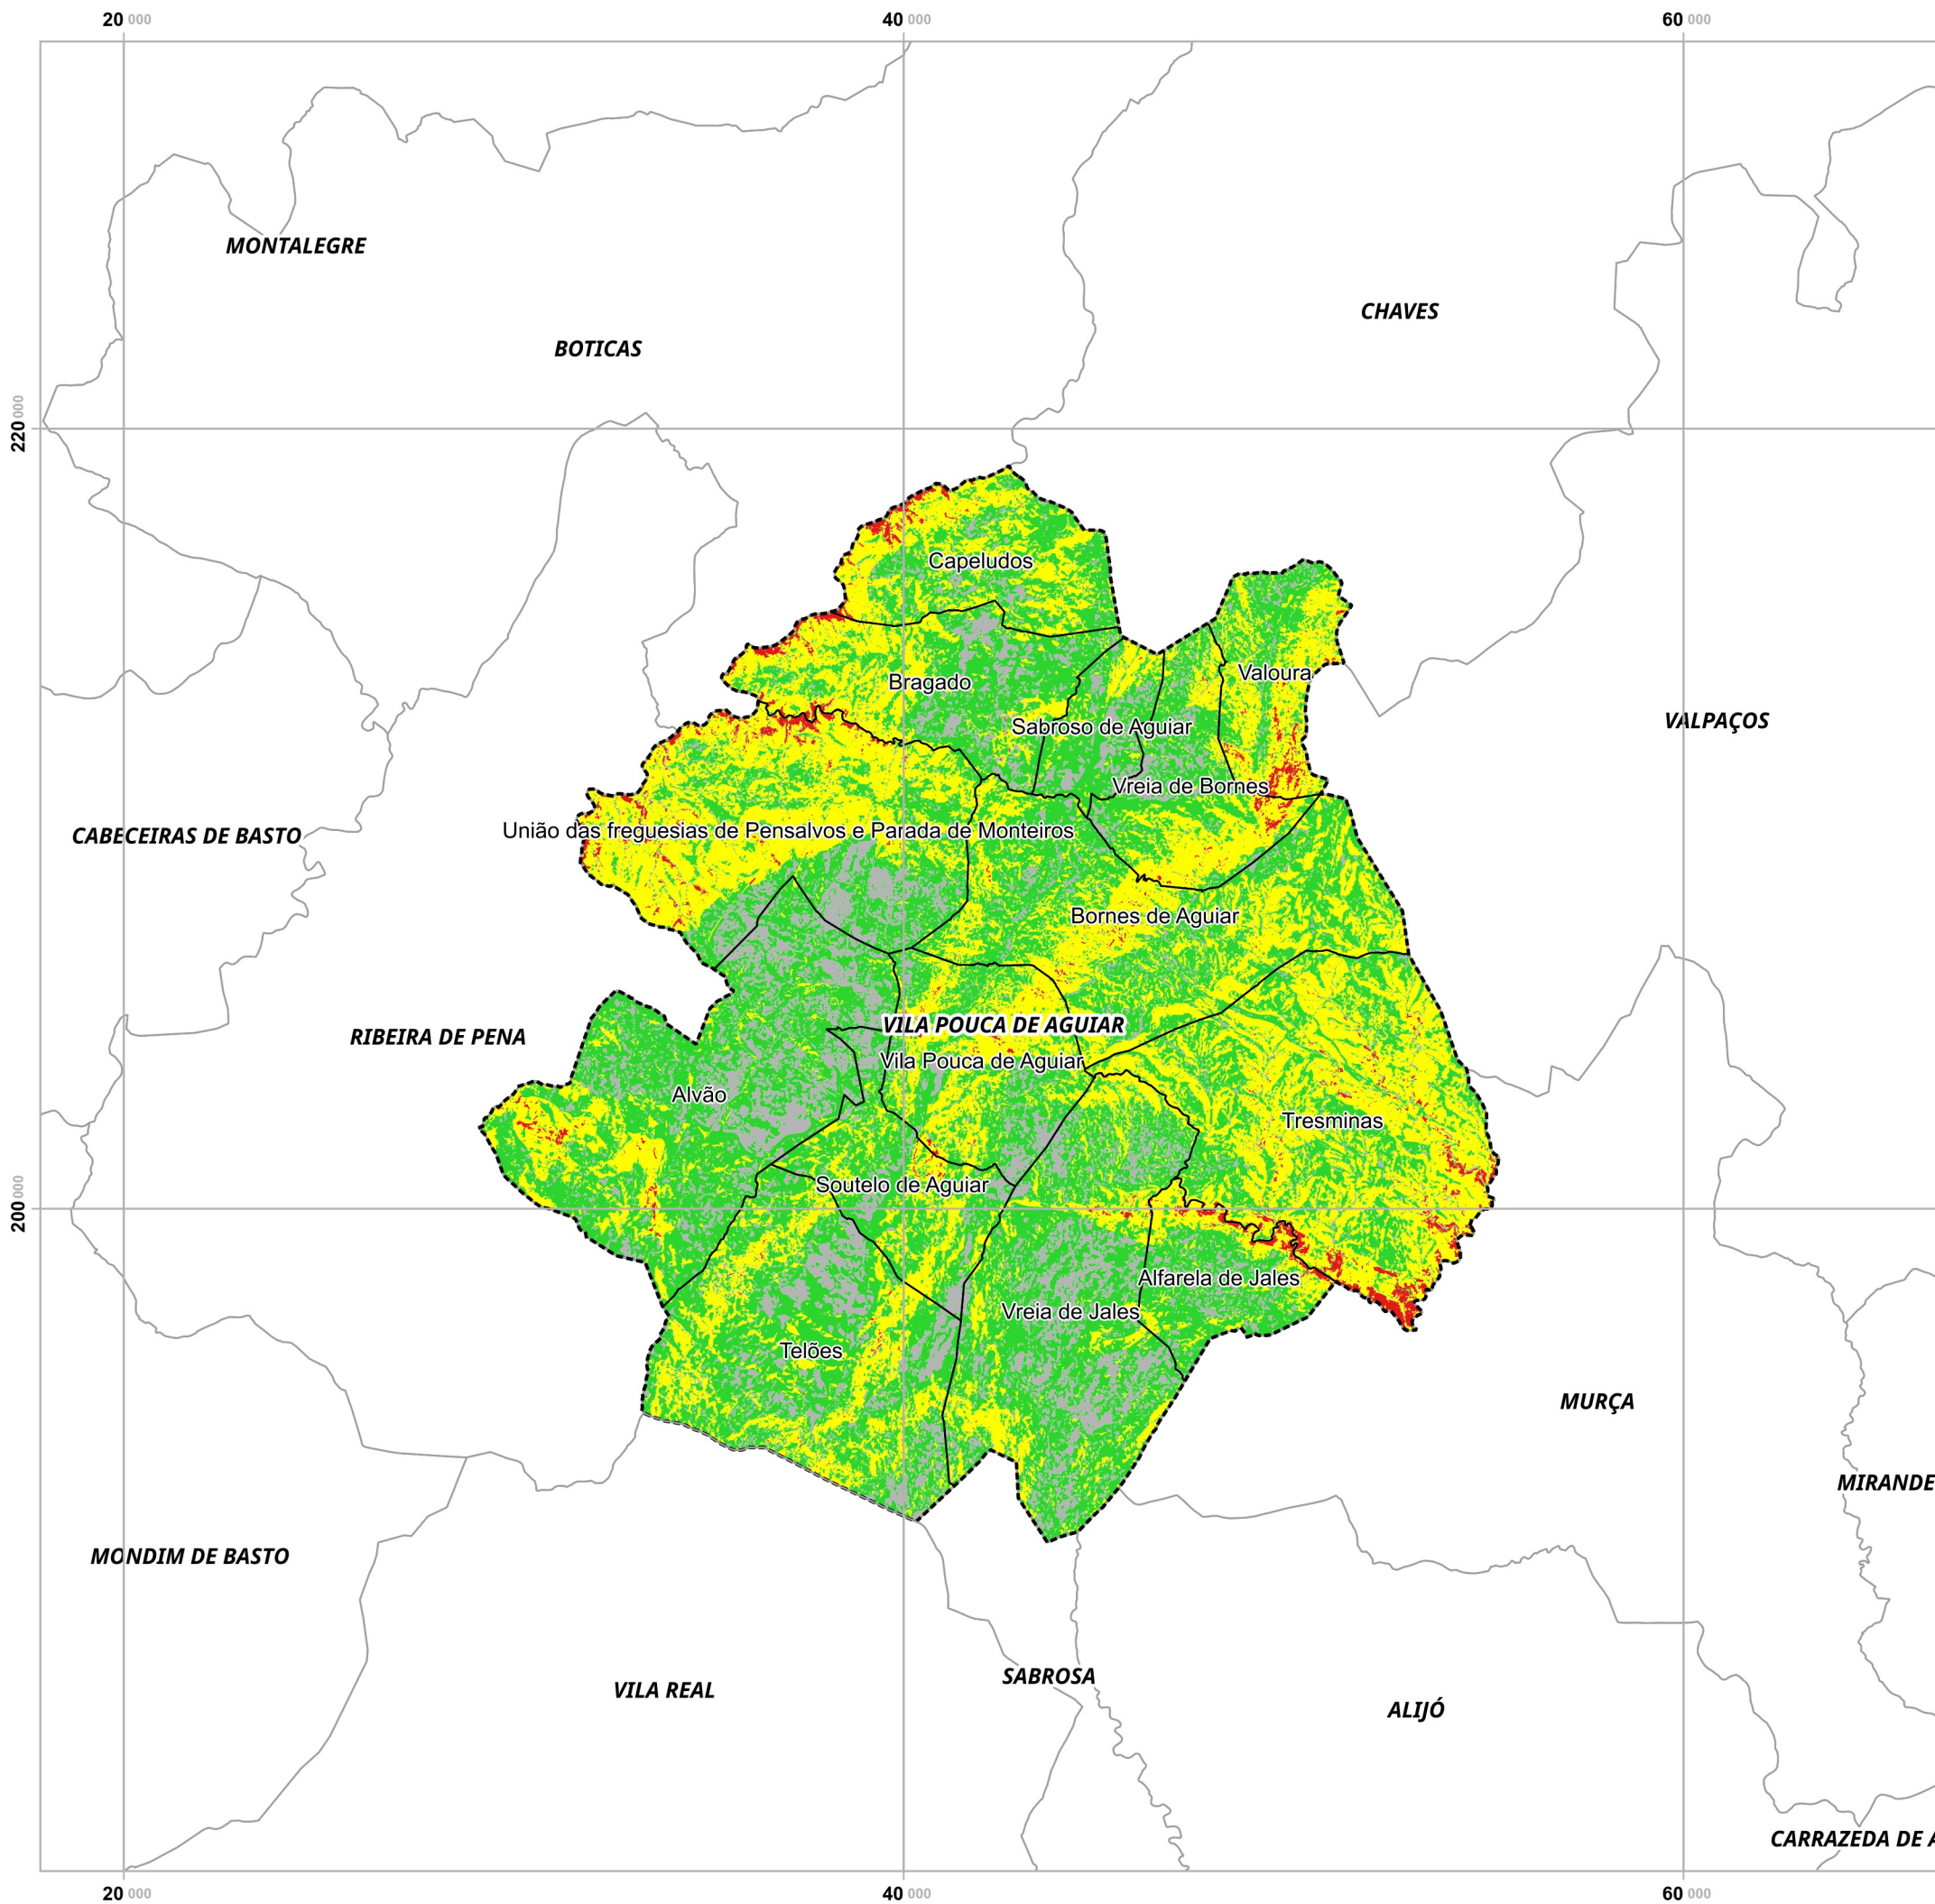 20 000
40 000
60 000
MONTALEGRE
CHAVES
BOTICAS
220 000
Capeludos
Valoura
Bragado
VALPAÇOS
Sabroso de Aguiar
Vreia de Bornes
União das freguesias de Pensalvos e Parada de Monteiros
CABECEIRAS DE BASTO
Bornes de Aguiar
VILA POUCA DE AGUIAR
RIBEIRA DE PENA
Vila Pouca de Aguiar
Alvão
Tresminas
Soutelo de Aguiar
200 000
Alfarela de Jales
Vreia de Jales
Telões
MURÇA
MIRANDE
MONDIM DE BASTO
SABROSA
VILA REAL
ALIJÓ
CARRAZEDA DE
20 000
40 000
60 000